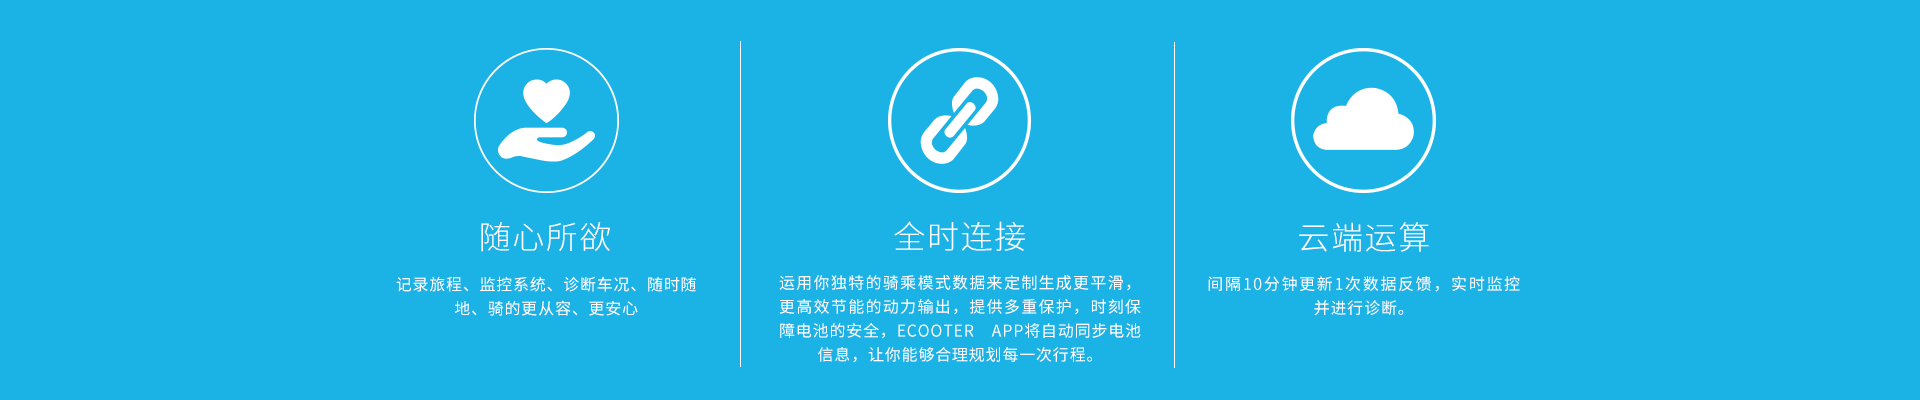 随心所欲
记录旅程、监控系统、诊断车况、随时随
地、骑的更从容、更安心
全时连接
运用你独特的骑乘模式数据来定制生成更平滑，
更高效节能的动力输出，提供多重保护，时刻保
障电池的安全，ECOOTER APP将自动同步电池
信息，让你能够合理规划每一次行程。
云端运算
间隔10分钟更新1次数据反馈，实时监控
并进行诊断。